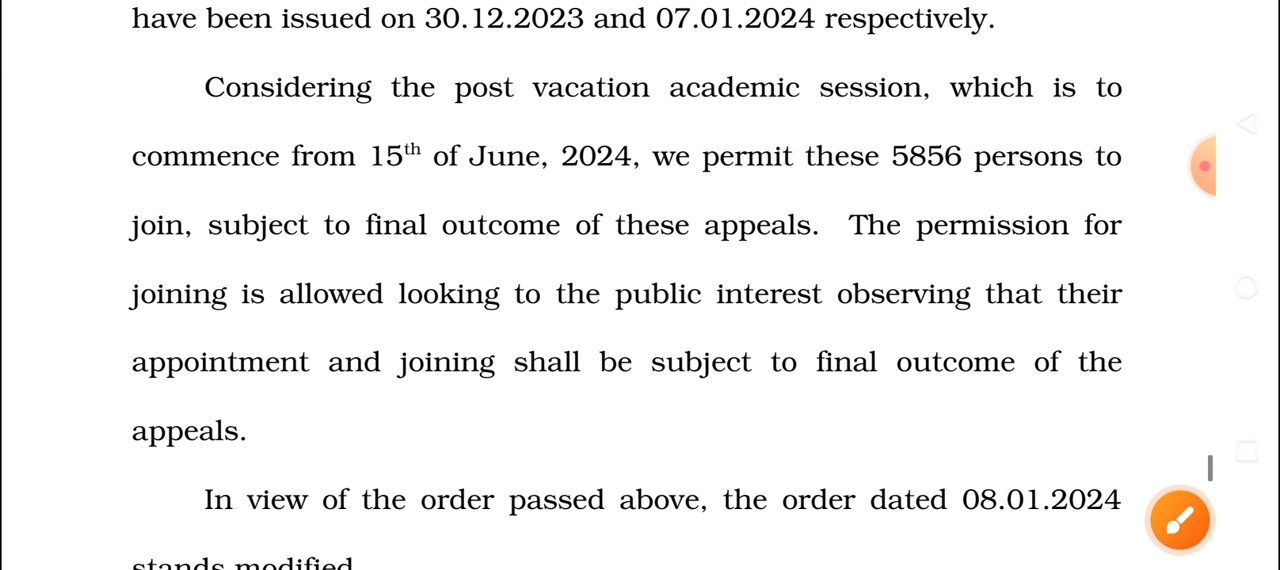 have been issued on 30.12.2023 and 07.01.2024 respectively.
Considering the post vacation academic session, which is to
commence from 15th of June, 2024, we permit these 5856 persons to
join, subject to final outcome of these appeals. The permission for
joining is allowed looking to the public interest observing that their
appointment and joining shall be subject to final outcome of the
appeals.
In view of the order passed above, the order dated 08.01.2024
stands modified